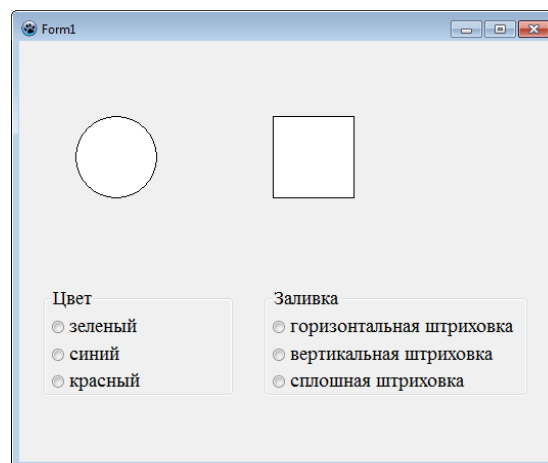 Form1
Цвет
зеленый
синий
красный
Заливка
горизонтальная штриховка
вертикальная штриховка
сплошная штриховка